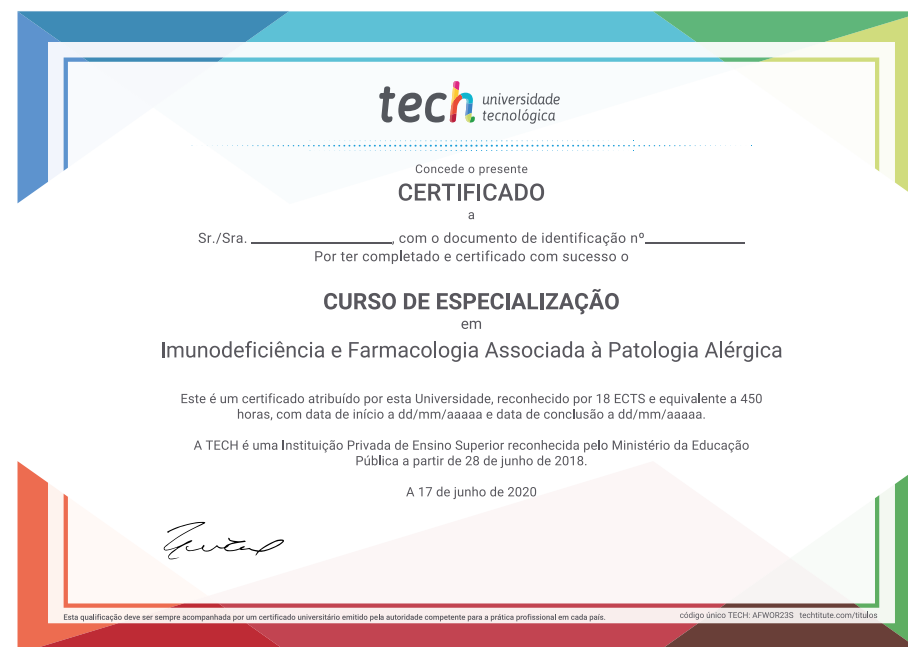 tech universidade
tecnológica
Concede o presente
CERTIFICADO
a
Sr./Sra. ____________________, com o documento de identificação nº______________
Por ter completado e certificado com sucesso o
CURSO DE ESPECIALIZAÇÃO
em
Imunodeficiência e Farmacologia Associada à Patologia Alérgica
Este é um certificado atribuído por esta Universidade, reconhecido por 18 ECTS e equivalente a 450
horas, com data de início a dd/mm/aaaaa e data de conclusão a dd/mm/aaaaa.
A TECH é uma Instituição Privada de Ensino Superior reconhecida pelo Ministério da Educação
Pública a partir de 28 de junho de 2018.
A 17 de junho de 2020
Esta qualificação deve ser sempre acompanhada por um certificado universitário emitido pela autoridade competente para a prática profissional em cada país.
código único TECH: AFWOR23S techtitute.com/titulos